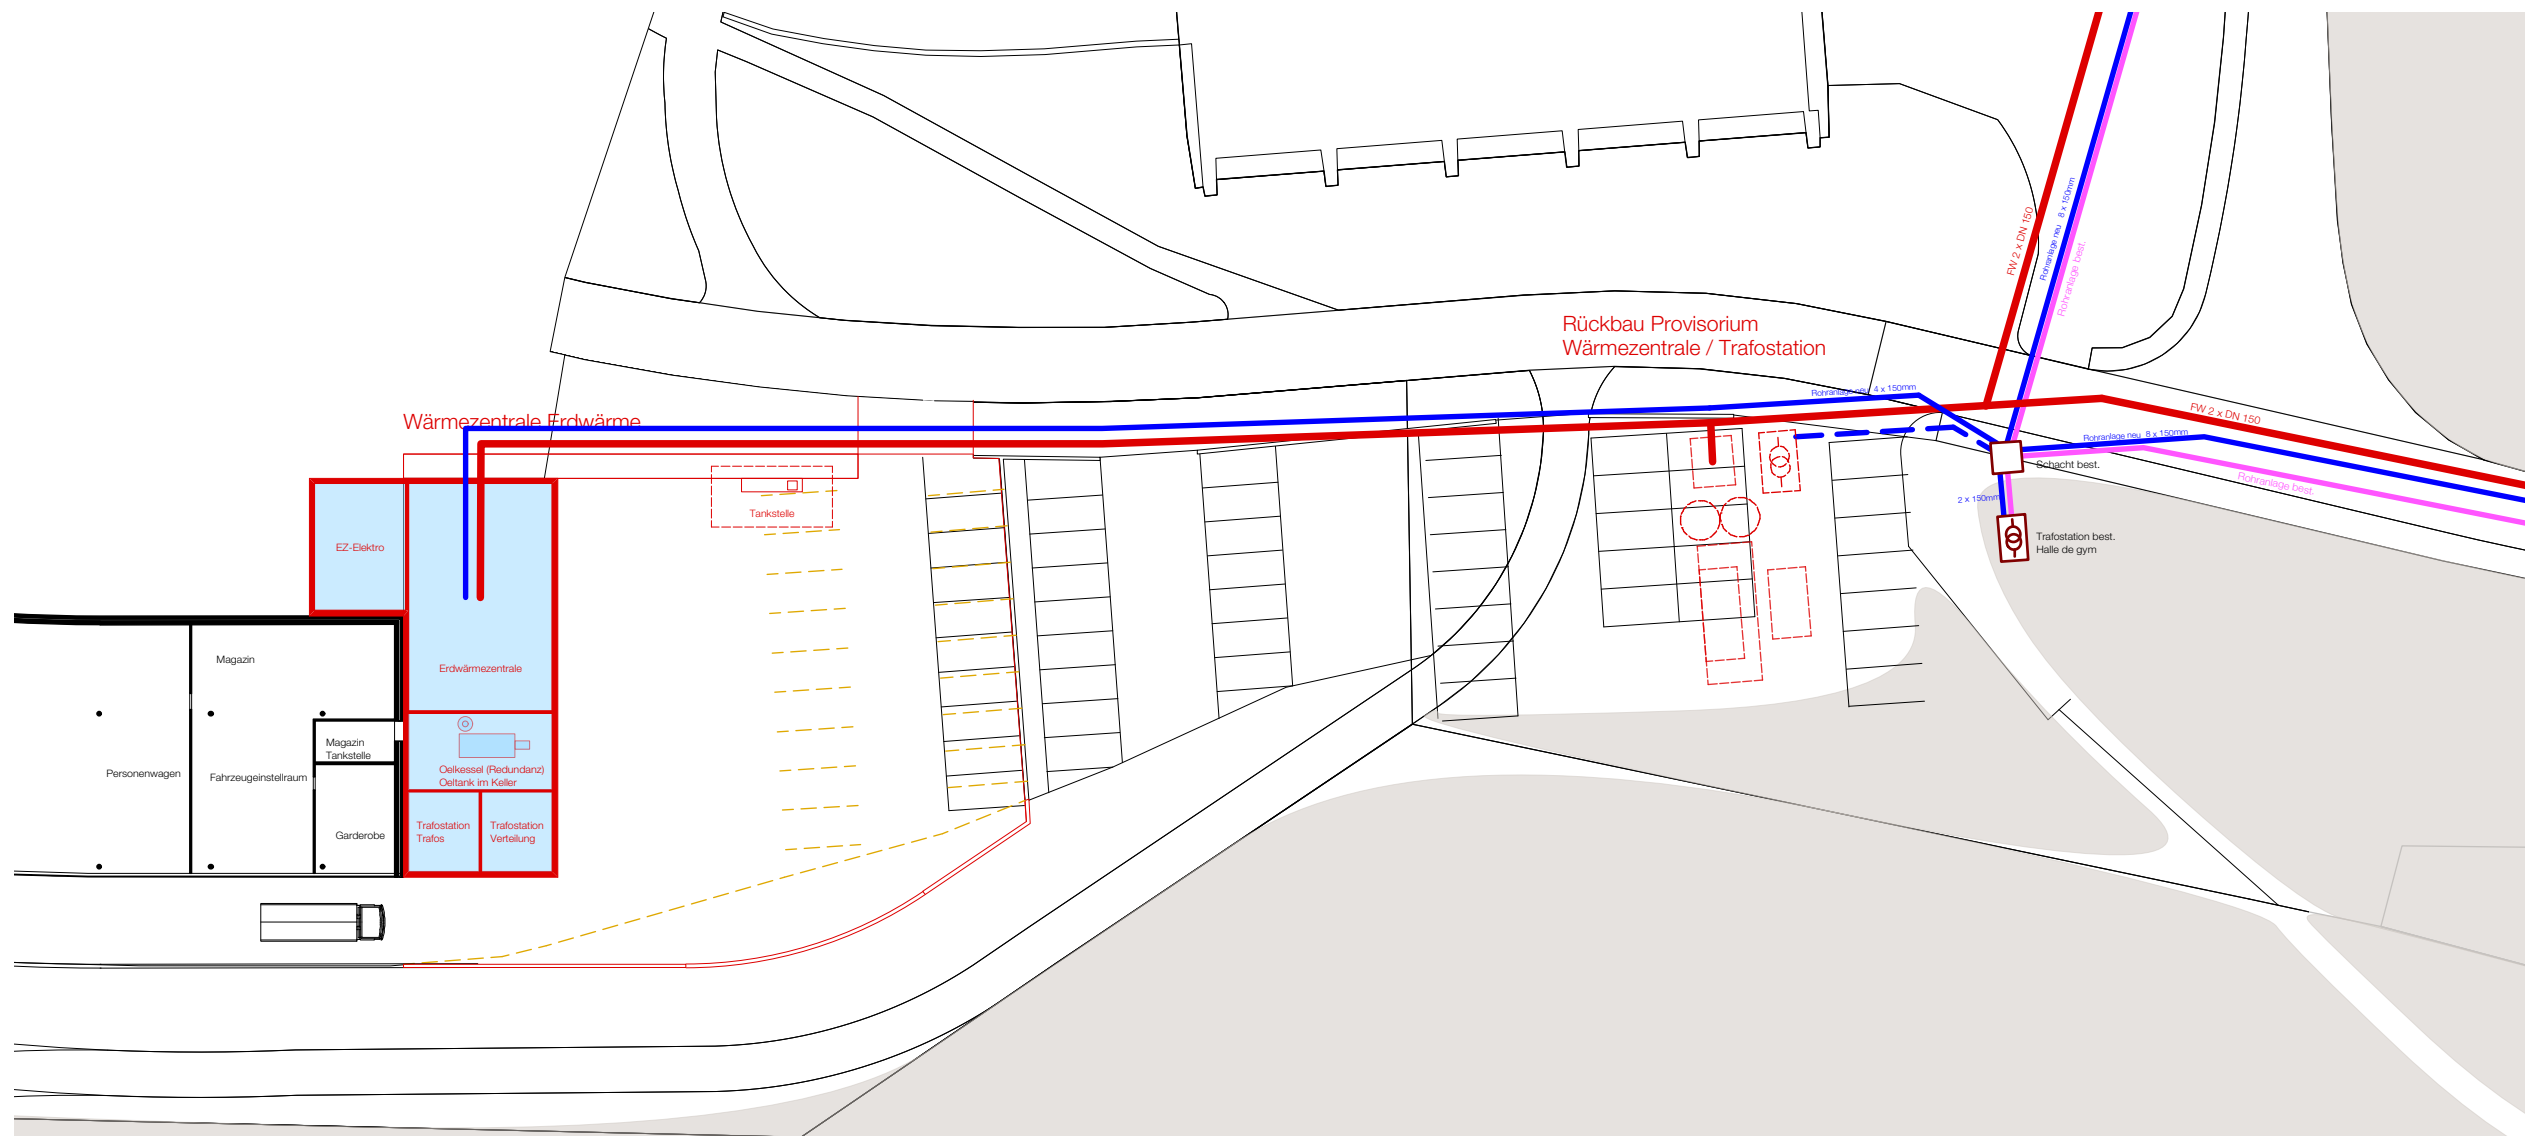 FW 2 x DN 150
Rohranlage neu 8 x 150mm
Rohranlage best.
Rückbau Provisorium
Wärmezentrale / Trafostation
Rohranlage neu 4 x 150mm
FW 2 x DN 150
Rohranlage neu 8 x 150mm
Rohranlage best.
Schacht best.
2 x 150mm
Trafostation best.
Halle de gym
Wärmezentrale Erdwärme
Tankstelle
EZ-Elektro
Erdwärmezentrale
Magazin
Magazin
Tankstelle
Personenwagen
Fahrzeugeinstellraum
Oelkessel (Redundanz)
Oeltank im Keller
Garderobe
Trafostation
Trafos
Trafostation
Verteilung